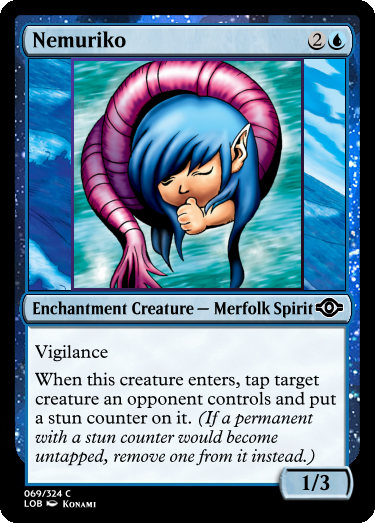 Nemuriko 2
Enchantment Creature — Merfolk Spirit
Vigilance
When this creature enters, tap target
creature an opponent controls and put
a stun counter on it. (If a permanent
with a stun counter would become
untapped, remove one from it instead.)
1/3
069/324 C
LOB Konami